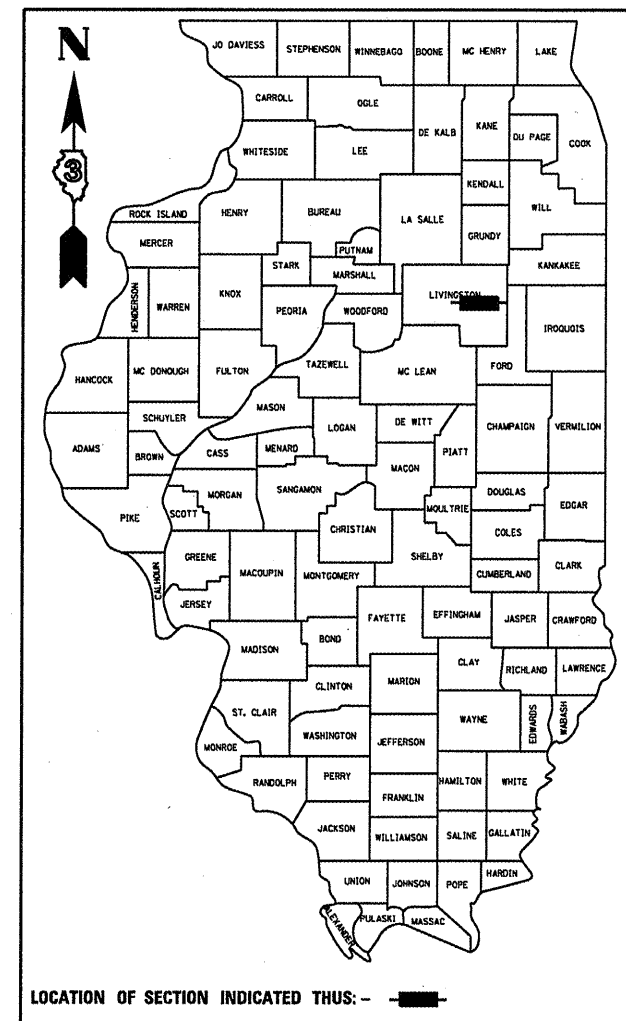 N
3
JO DAVIESS STEPHENSON WINNEBAGO BOONE MC HENRY LAKE
CARROLL OGLE DE KALB KANE DU PAGE COOK
WHITESIDE LEE
KENDALL
ROCK ISLAND HENRY BUREAU LA SALLE WILL
MERCER PUTNAM GRUNDY
STARK MARSHALL KANKAKEE
HENDERSON WARREN KNOX PEORIA WOODFORD LIVINGSTON IROQUOIS
HANCOCK MC DONOUGH FULTON TAZEWELL MC LEAN FORD
SCHUYLER MASON LOGAN DE WITT CHAMPAIGN VERMILION
ADAMS BROWN CASS MENARD MACON PIATT
PIKE SCOTT MORGAN SANGAMON CHRISTIAN MOULTRIE DOUGLAS EDGAR
COLES
CALHOUN GREENE MACOUPIN MONTGOMERY SHELBY CUMBERLAND CLARK
JERSEY FAYETTE EFFINGHAM JASPER CRAWFORD
MADISON BOND CLAY RICHLAND LAWRENCE
CLINTON MARION
ST. CLAIR WAYNE EDWARDS WABASH
MONROE WASHINGTON JEFFERSON
RANDOLPH PERRY HAMILTON WHITE
FRANKLIN
JACKSON WILLIAMSON SALINE GALLATIN
UNION JOHNSON POPE HARDIN
ALEXANDER PULASKI MASSAC
LOCATION OF SECTION INDICATED THUS: -